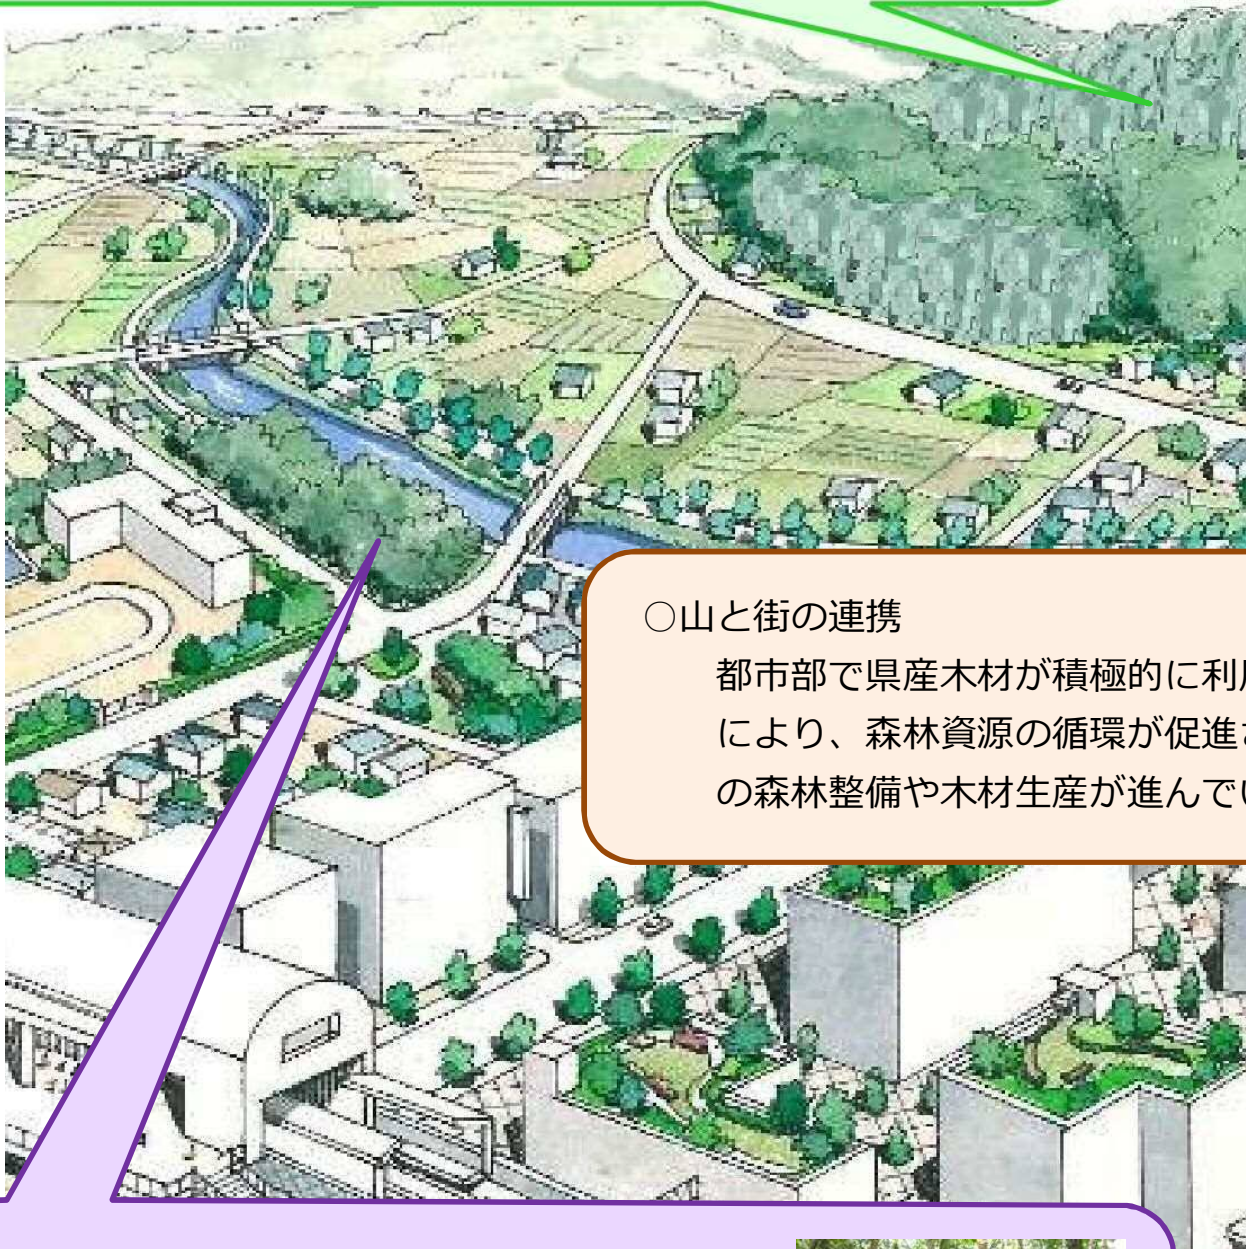 ○山と街の連携
都市部で県産木材が積極的に利
により、森林資源の循環が促進
の森林整備や木材生産が進んで